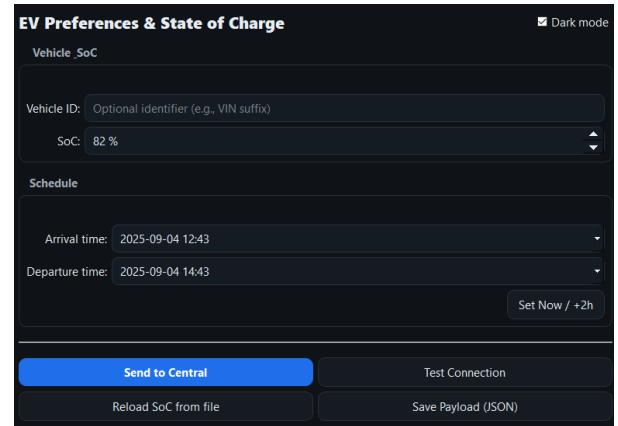 EV Preferences & State of Charge
Dark mode
Vehicle_SoC
Vehicle ID: Optional identifier (e.g., VIN suffix)
SoC: 82 %
Schedule
Arrival time: 2025-09-04 12:43
Departure time: 2025-09-04 14:43
Set Now / +2h
Send to Central
Test Connection
Reload SoC from file
Save Payload (JSON)